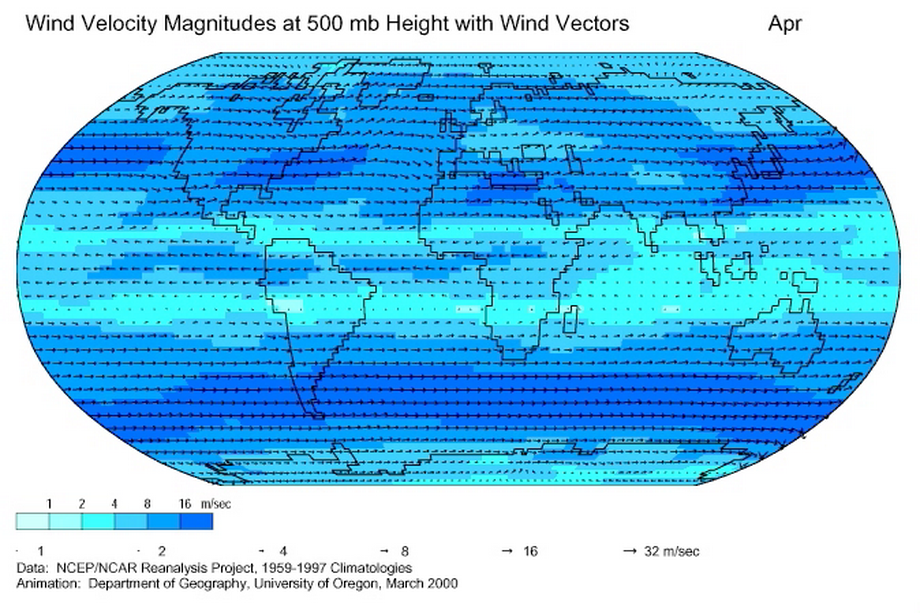 Wind Velocity Magnitudes at 500 mb Height with Wind Vectors Apr
1 2 4 8 16 m/sec
1 2 4 8 16 32 m/sec
Data: NCEP/NCAR Reanalysis Project, 1959-1997 Climatologies
Animation: Department of Geography, University of Oregon, March 2000